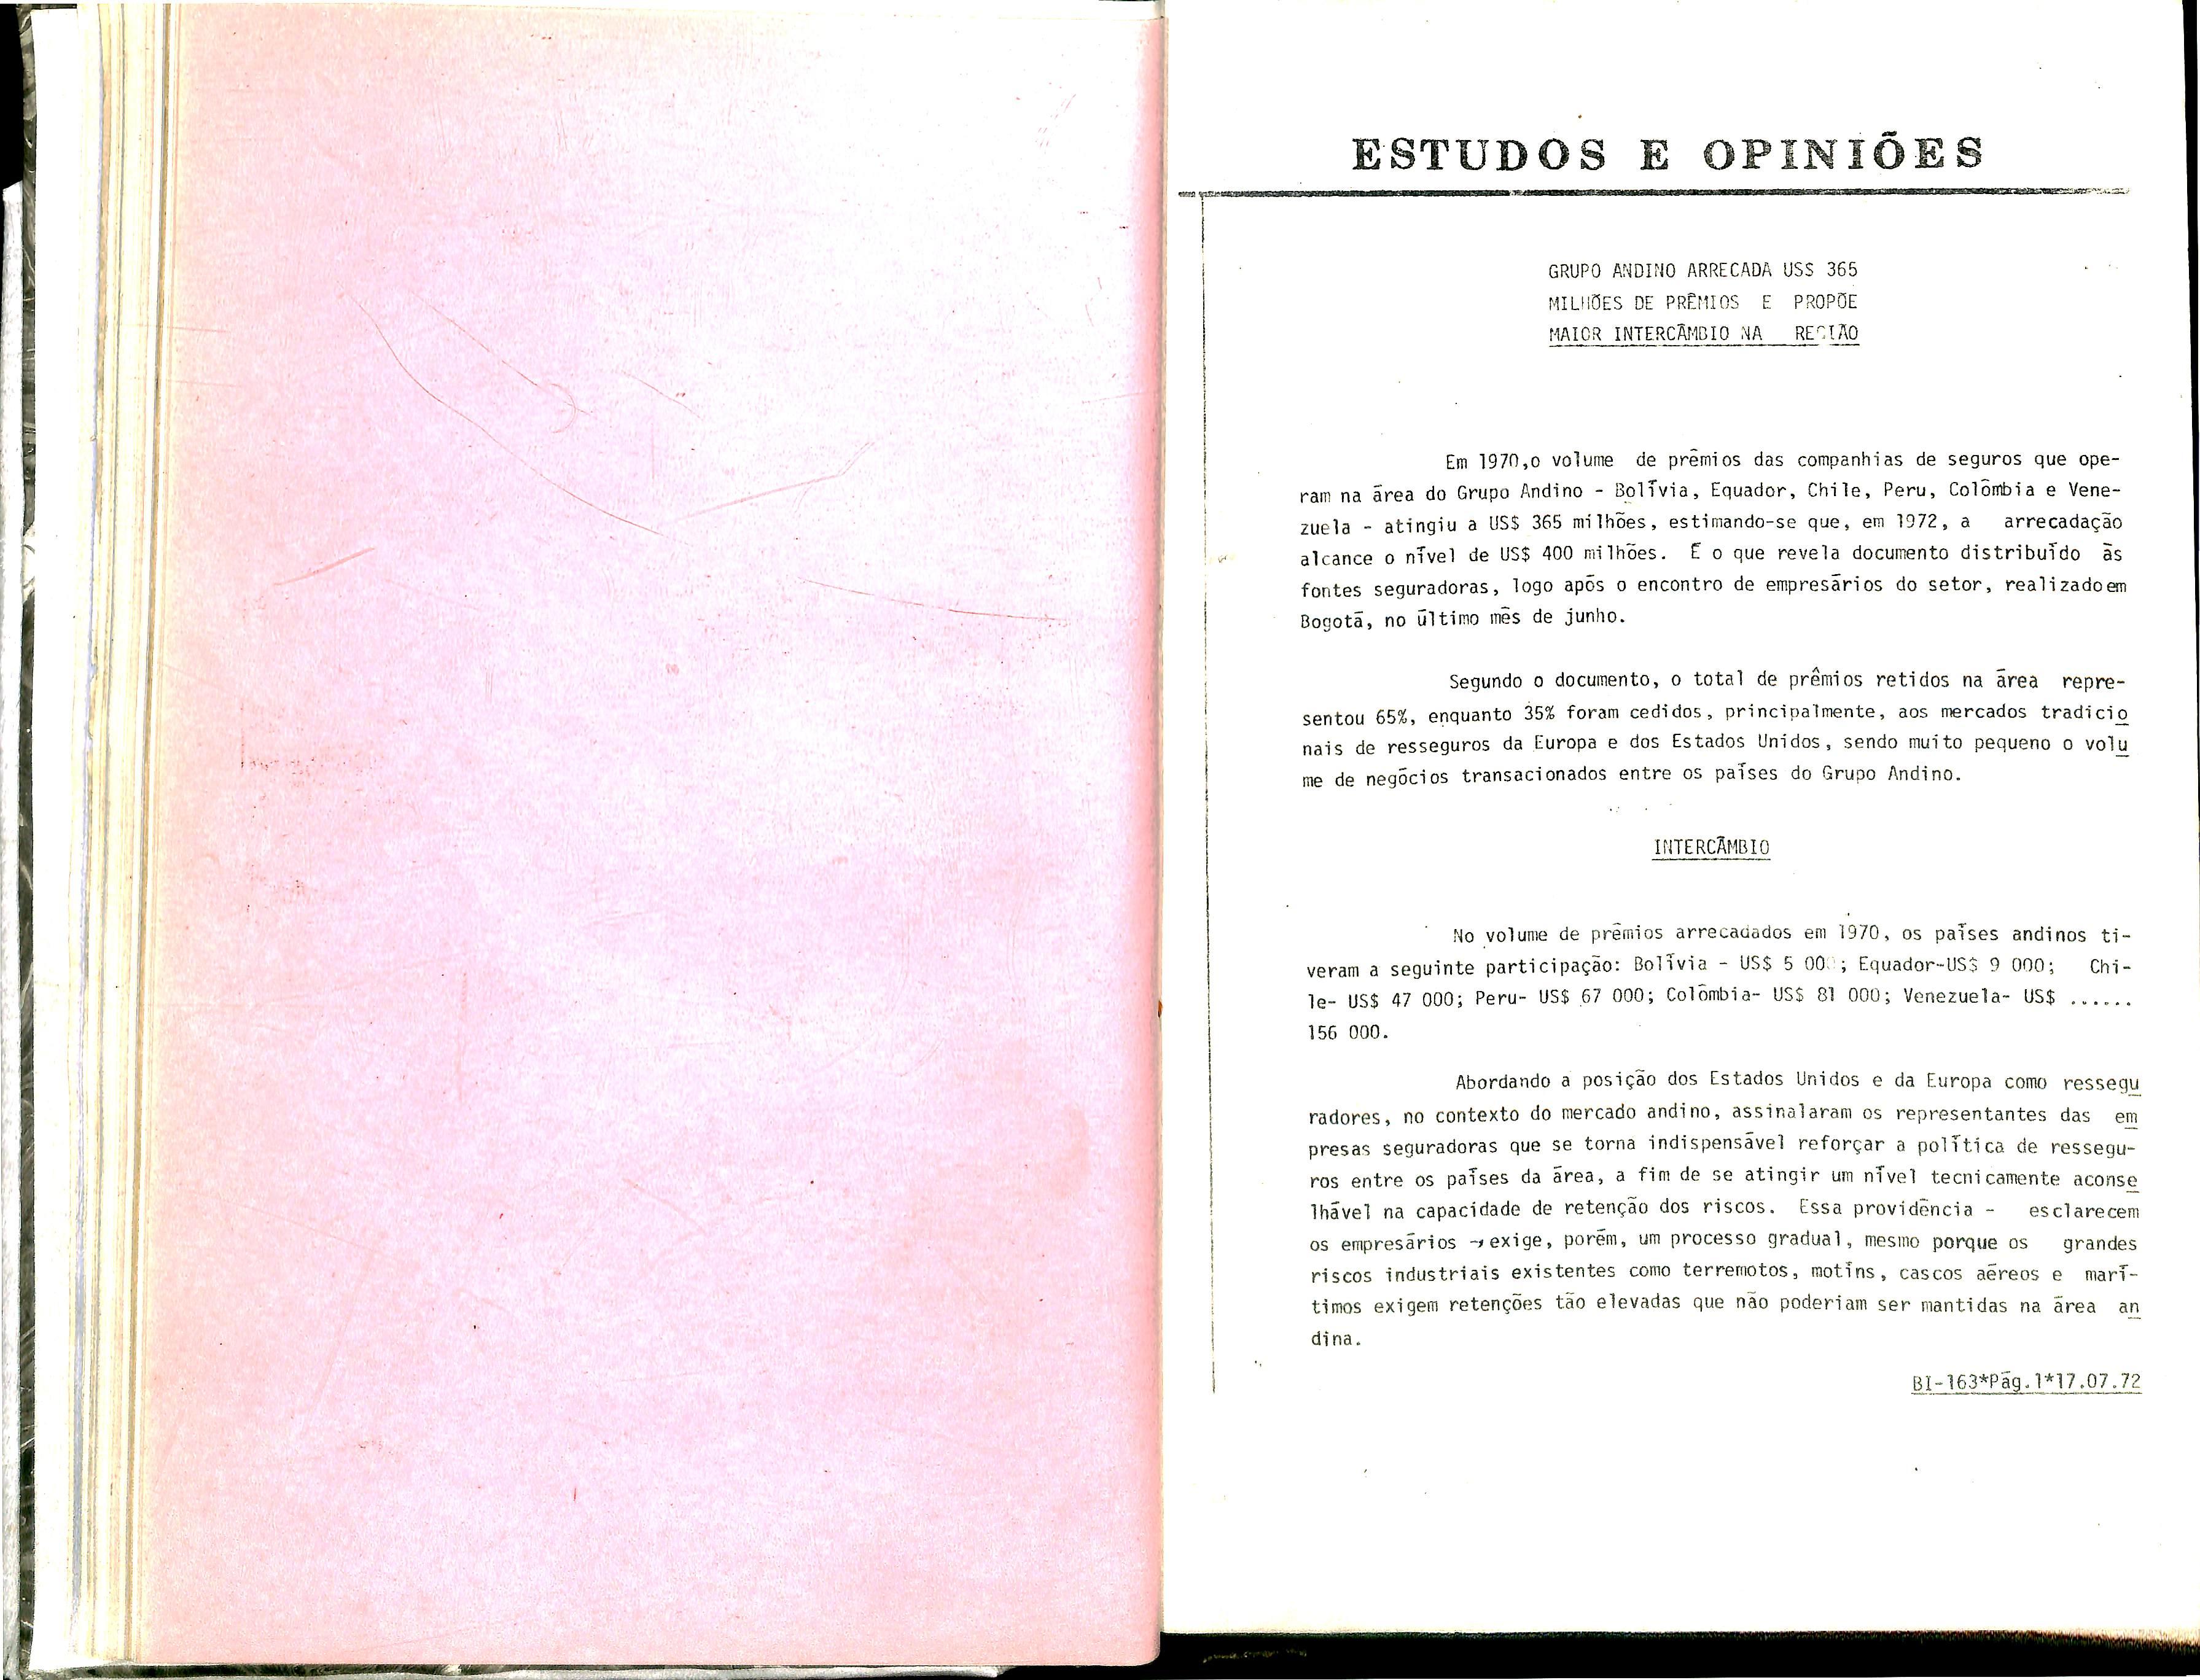 ESTUDOS E OPINIÕES
GRUPO ANDINO ARRECADA US$ 365
MILHÕES DE PRÊMIOS E PROPÕE
MAIOR INTERCÂMBIO NA REGIÃO
Em 1970,o volume de prêmios das companhias de seguros que ope-
ram na área do Grupo Andino - Bolívia, Equador, Chile, Peru, Colômbia e Vene-
zuela - atingiu a US$ 365 milhões, estimando-se que, em 1972, a arrecadação
alcance o nível de US$ 400 milhões. É o que revela documento distribuído às
fontes seguradoras, logo após o encontro de empresários do setor, realizado em
Bogotá, no último mês de junho.
Segundo o documento, o total de prêmios retidos na área repre-
sentou 65%, enquanto 35% foram cedidos, principalmente, aos mercados tradicio
nais de resseguros da Europa e dos Estados Unidos, sendo muito pequeno o volu
me de negócios transacionados entre os países do Grupo Andino.
INTERCÂMBIO
No volume de prêmios arrecadados em 1970, os países andinos ti-
veram a seguinte participação: Bolívia - US$ 5 000; Equador-US$ 9 000; Chi-
le- US$ 47 000; Peru- US$ 67 000; Colômbia- US$ 81 000; Venezuela- US$ ......
156 000.
Abordando a posição dos Estados Unidos e da Europa como ressegu
radores, no contexto do mercado andino, assinalaram os representantes das em
presas seguradoras que se torna indispensável reforçar a política de ressegu-
ros entre os países da área, a fim de se atingir um nível tecnicamente aconse
lhável na capacidade de retenção dos riscos. Essa providência - esclarecem
os empresários - exige, porém, um processo gradual, mesmo porque os grandes
riscos industriais existentes como terremotos, motins, cascos aéreos e marí-
timos exigem retenções tão elevadas que não poderiam ser mantidas na área an
dina.
BI-163*Pág.1*17.07.72